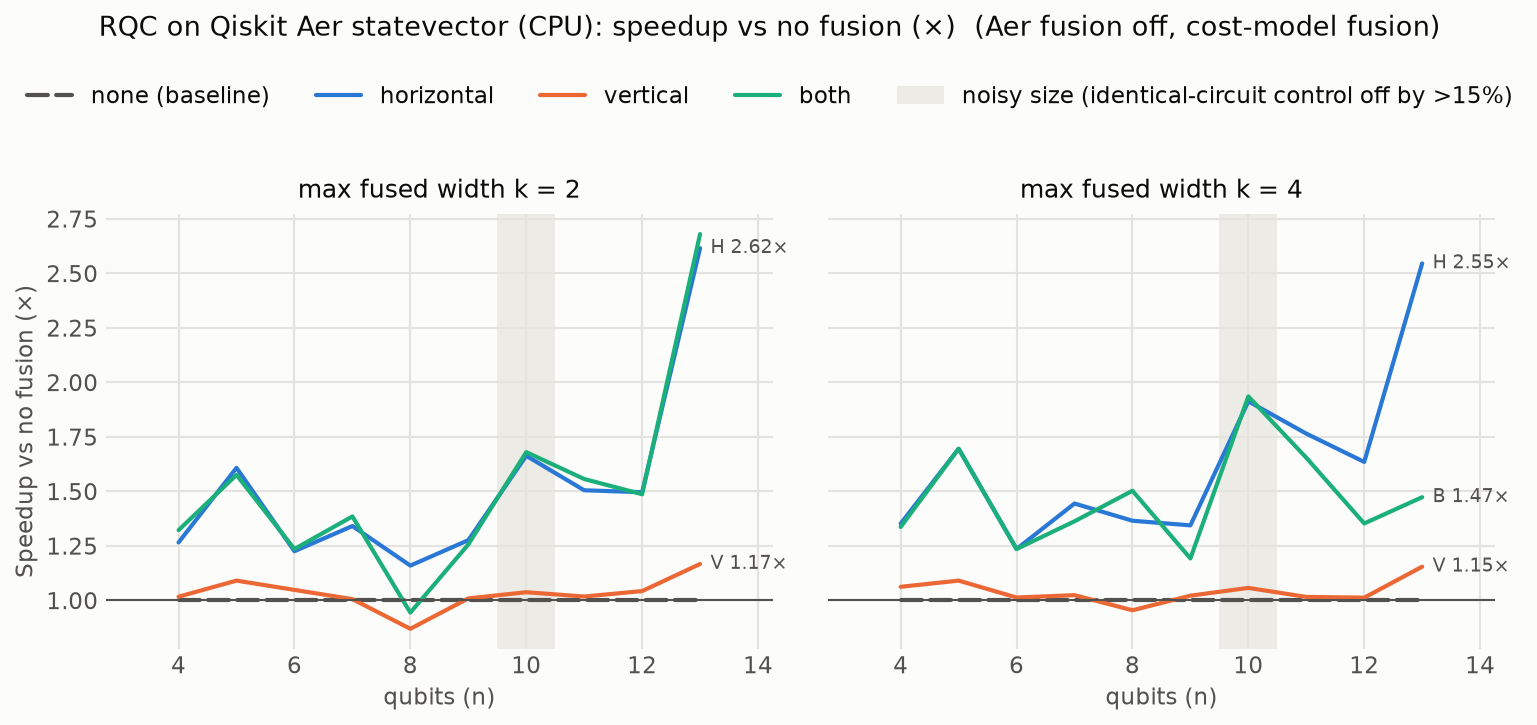 RQC on Qiskit Aer statevector (CPU): speedup vs no fusion (×)  (Aer fusion off, cost-model fusion)
none (baseline)
horizontal
vertical
both
noisy size (identical-circuit control off by >15%)
max fused width k = 2
max fused width k = 4
Speedup vs no fusion (×)
2.75
2.50
2.25
2.00
1.75
1.50
1.25
1.00
H 2.62×
V 1.17×
H 2.55×
B 1.47×
V 1.15×
4 6 8 10 12 14
4 6 8 10 12 14
qubits (n)
qubits (n)